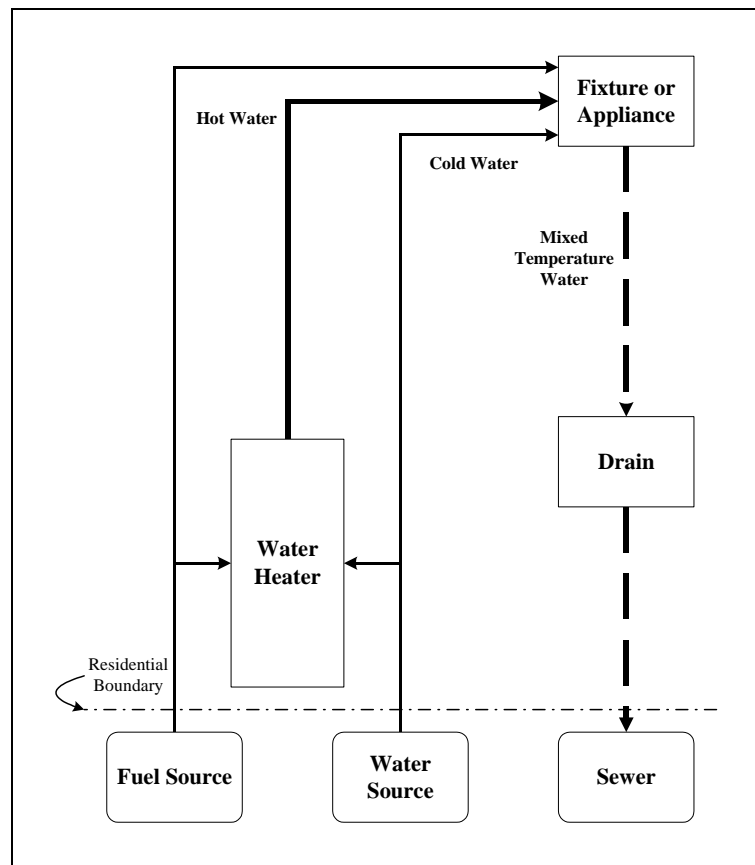 Fixture or
Appliance
Hot Water
Cold Water
Mixed
Temperature
Water
Drain
Water
Heater
Residential
Boundary
Fuel Source
Water
Source
Sewer